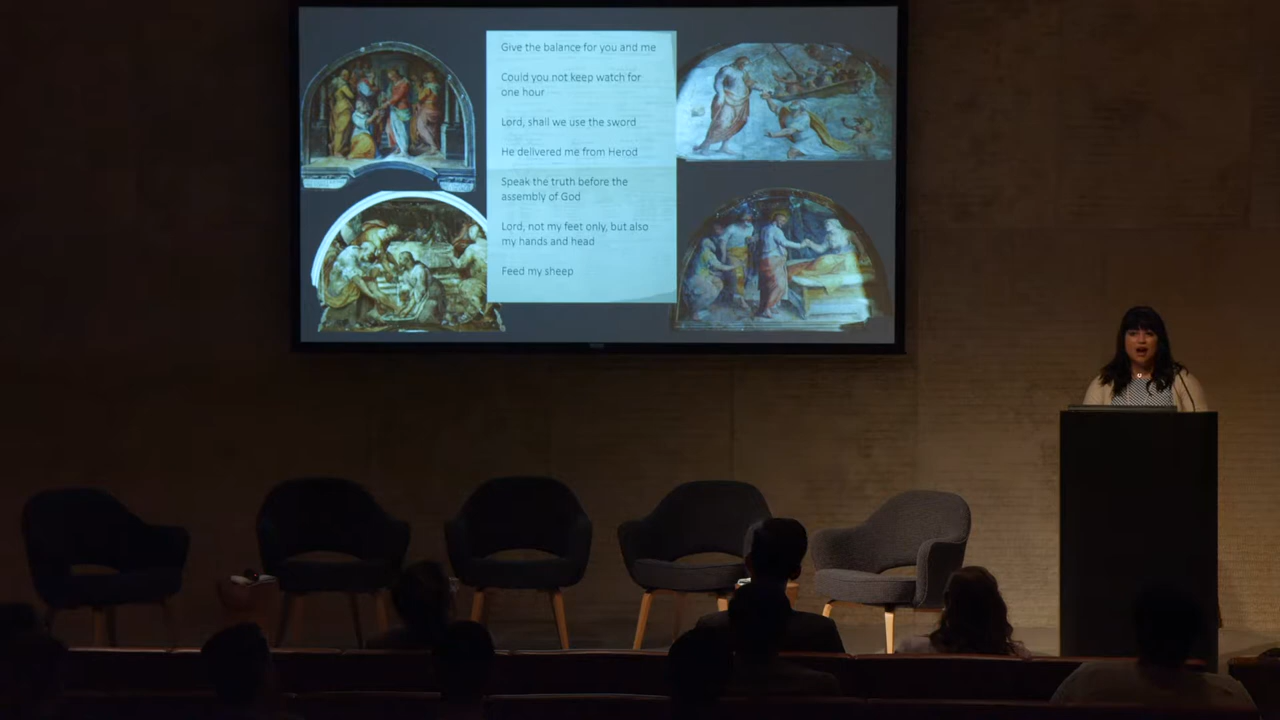 Give the balance for you and me
Could you not keep watch for
one hour
Lord, shall we use the sword
He delivered me from Herod
Speak the truth before the
assembly of God
Lord, not my feet only, but also
my hands and head
Feed my sheep